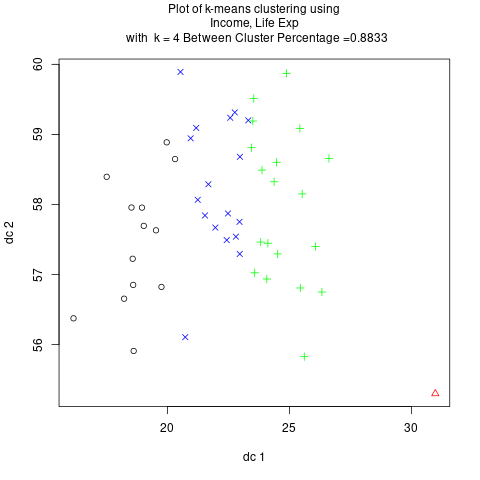 Plot of k-means clustering using
Income, Life Exp
with k = 4 Between Cluster Percentage =0.8833
60
59
58
57
56
dc 2
20
25
30
dc 1